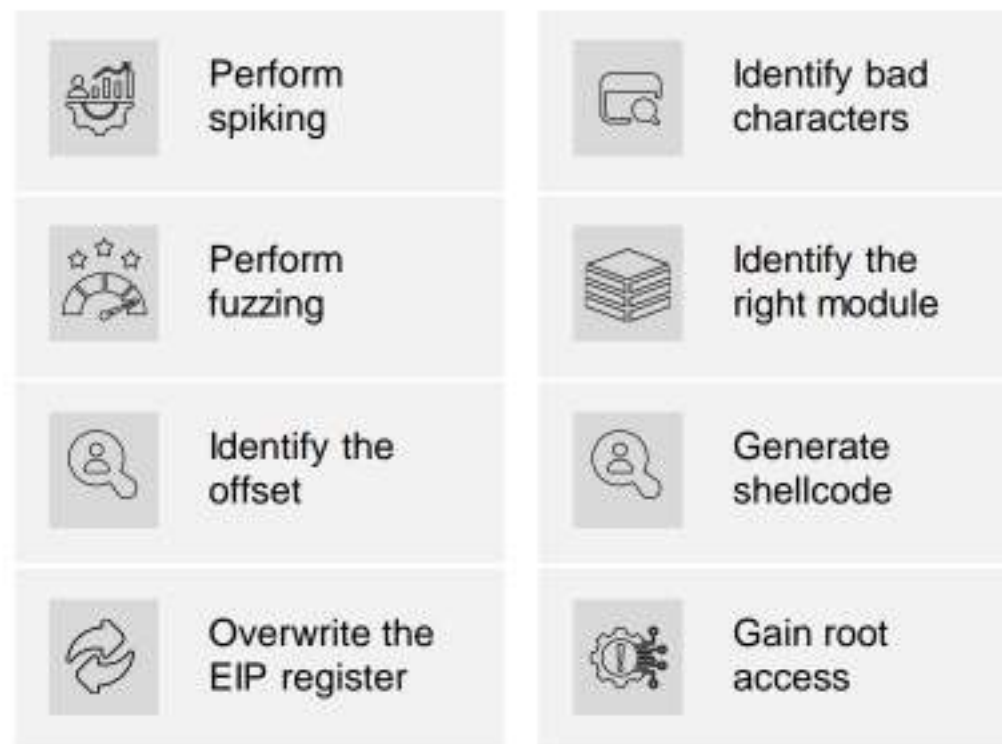 Perform
spiking
Perform
fuzzing
Identify the
offset
Overwrite the
EIP register
Identify bad
characters
Identify the
right module
Generate
shellcode
Gain root
access